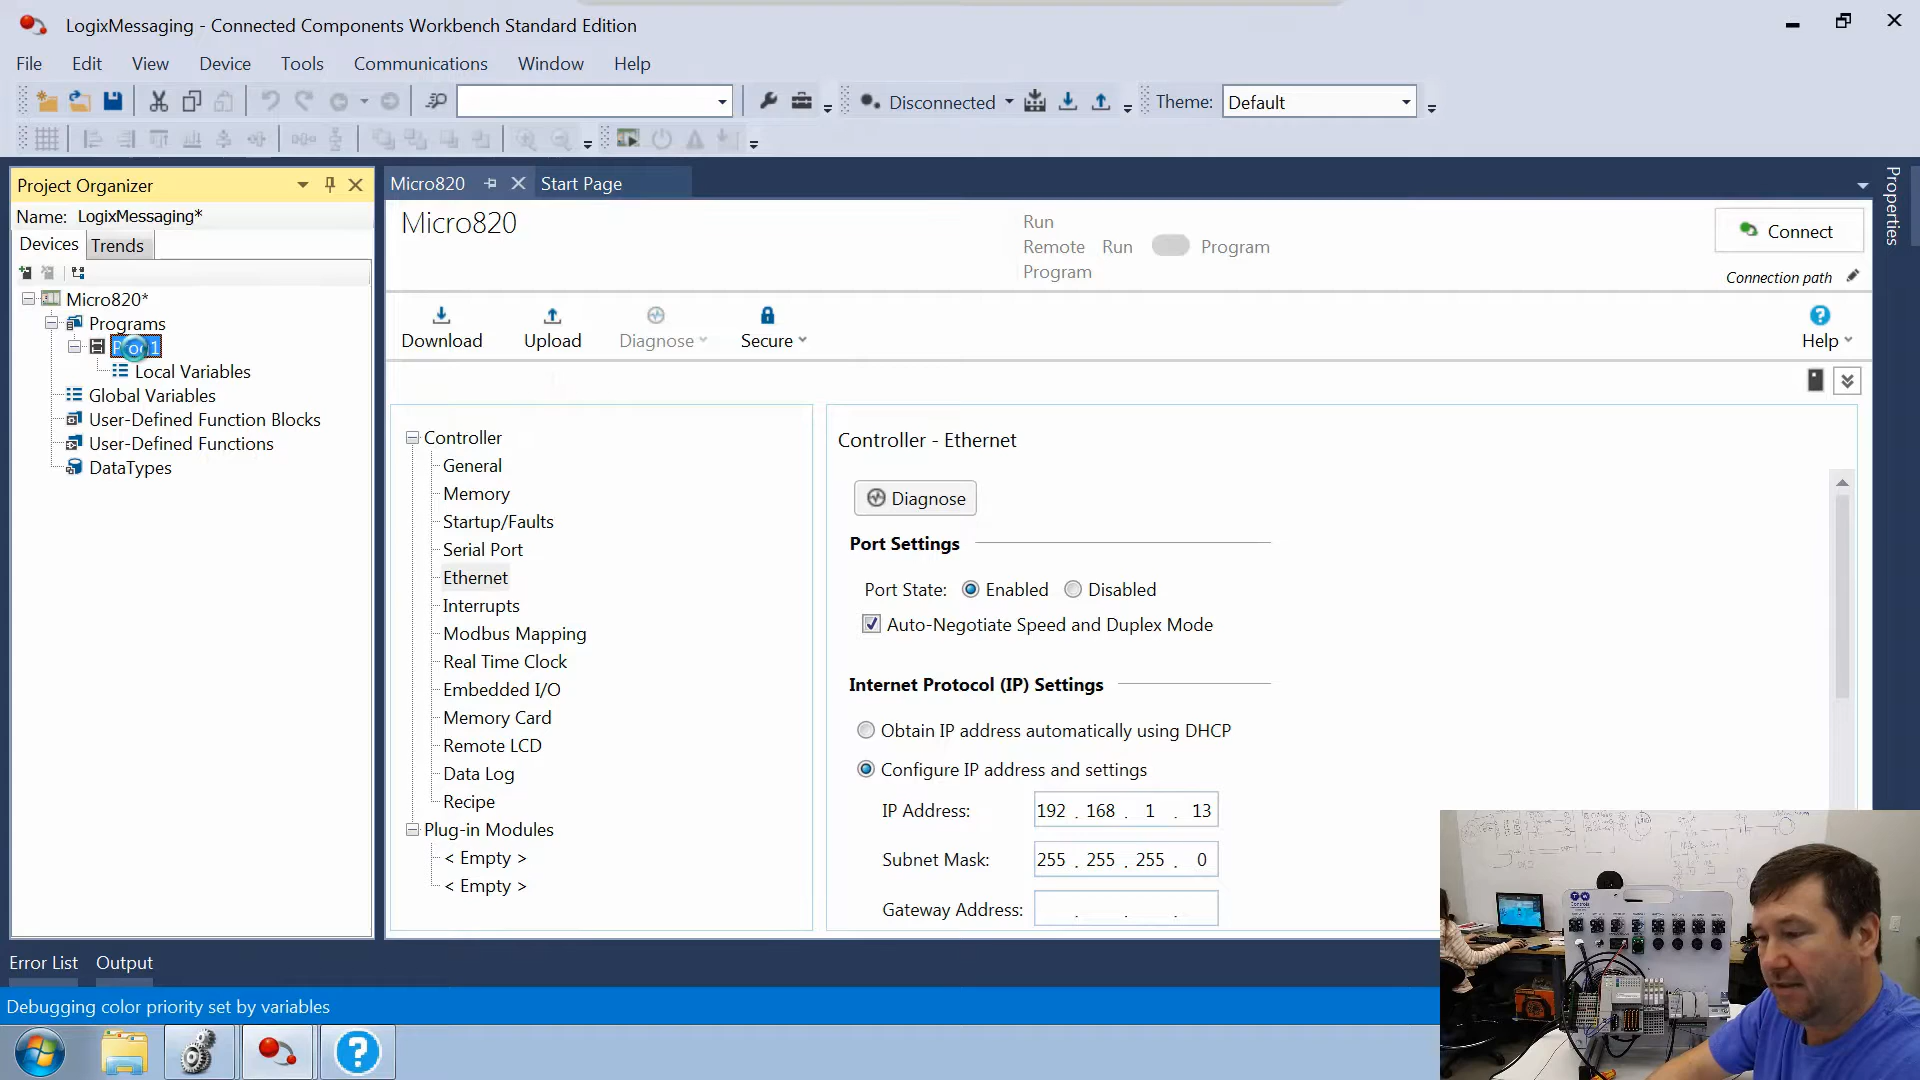 LogixMessaging - Connected Components Workbench Standard Edition
File Edit View Device Tools Communications Window Help
Disconnected Theme: Default
Project Organizer
Name: LogixMessaging*
Devices Trends
Micro820*
Programs
Local Variables
Global Variables
User-Defined Function Blocks
User-Defined Functions
DataTypes
Micro820 Start Page
Micro820
Run
Remote Run Program
Program
Connect
Connection path
Download Upload Diagnose Secure Help
Controller
General
Memory
Startup/Faults
Serial Port
Ethernet
Interrupts
Modbus Mapping
Real Time Clock
Embedded I/O
Memory Card
Remote LCD
Data Log
Recipe
Plug-in Modules
< Empty >
< Empty >
Controller - Ethernet
Diagnose
Port Settings
Port State: Enabled Disabled
Auto-Negotiate Speed and Duplex Mode
Internet Protocol (IP) Settings
Obtain IP address automatically using DHCP
Configure IP address and settings
IP Address: 192 . 168 . 1 . 13
Subnet Mask: 255 . 255 . 255 . 0
Gateway Address: . . .
Properties
Error List Output
Debugging color priority set by variables